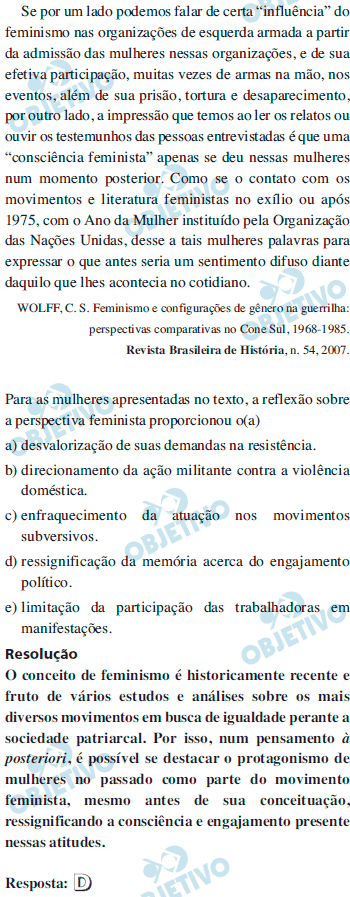 Se por um lado podemos falar de certa “influência” do
feminismo nas organizações de esquerda armada a partir
da admissão das mulheres nessas organizações, e de sua
efetiva participação, muitas vezes de armas na mão, nos
eventos, além de sua prisão, tortura e desaparecimento,
por outro lado, a impressão que temos ao ler os relatos ou
ouvir os testemunhos das pessoas entrevistadas é que uma
“consciência feminista” apenas se deu nessas mulheres
num momento posterior. Como se o contato com os
movimentos e literatura feministas no exílio ou após
1975, com o Ano da Mulher instituído pela Organização
das Nações Unidas, desse a tais mulheres palavras para
expressar o que antes seria um sentimento difuso diante
daquilo que lhes acontecia no cotidiano.
WOLFF, C. S. Feminismo e configurações de gênero na guerrilha:
perspectivas comparativas no Cone Sul, 1968-1985.
Revista Brasileira de História, n. 54, 2007.
Para as mulheres apresentadas no texto, a reflexão sobre
a perspectiva feminista proporcionou o(a)
a) desvalorização de suas demandas na resistência.
b) direcionamento da ação militante contra a violência
doméstica.
c) enfraquecimento da atuação nos movimentos
subversivos.
d) ressignificação da memória acerca do engajamento
político.
e) limitação da participação das trabalhadoras em
manifestações.
Resolução
O conceito de feminismo é historicamente recente e
fruto de vários estudos e análises sobre os mais
diversos movimentos em busca de igualdade perante a
sociedade patriarcal. Por isso, num pensamento à
posteriori, é possível se destacar o protagonismo de
mulheres no passado como parte do movimento
feminista, mesmo antes de sua conceituação,
ressignificando a consciência e engajamento presente
nessas atitudes.
Resposta: D
OBJETIVO
OBJETIVO
OBJETIVO
OBJETIVO
OBJETIVO
OBJETIVO
OBJETIVO
OBJETIVO
OBJETIVO
OBJETIVO
OBJETIVO